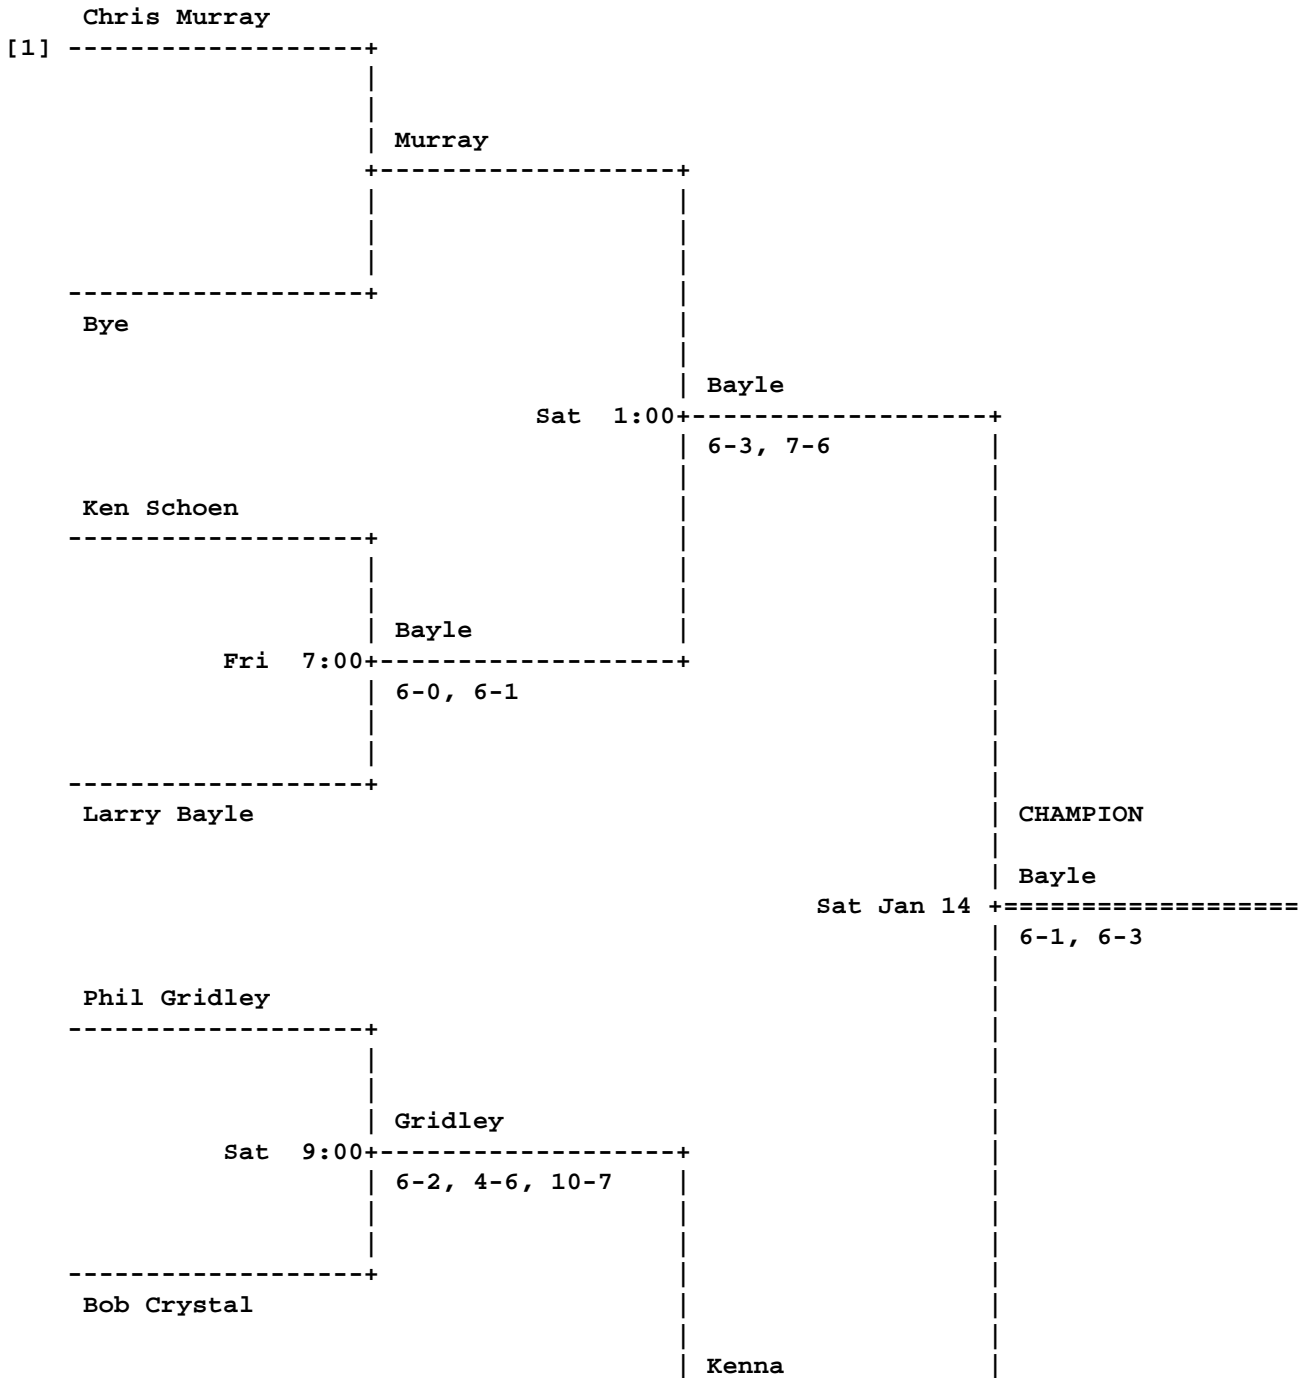 Chris Murray
[1] -------------------+
Murray
+-------------------+
-------------------+
Bye
Bayle
Sat 1:00+-------------------+
6-3, 7-6
Ken Schoen
-------------------+
Bayle
Fri 7:00+-------------------+
6-0, 6-1
-------------------+
Larry Bayle
CHAMPION
Bayle
Sat Jan 14 +===================
6-1, 6-3
Phil Gridley
-------------------+
Gridley
Sat 9:00+-------------------+
6-2, 4-6, 10-7
-------------------+
Bob Crystal
Kenna